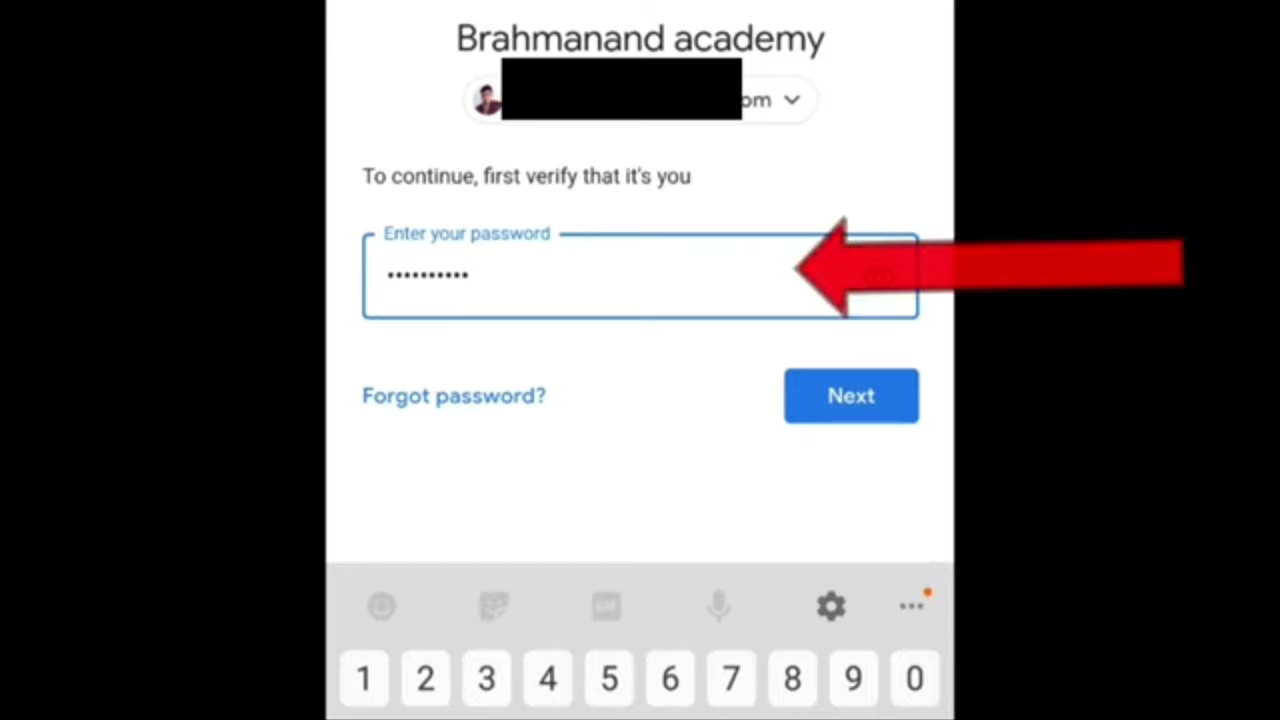 Brahmanand academy
om
To continue, first verify that it's you
Enter your password
••••••••••
Forgot password?
Next
GIF
1 2 3 4 5 6 7 8 9 0